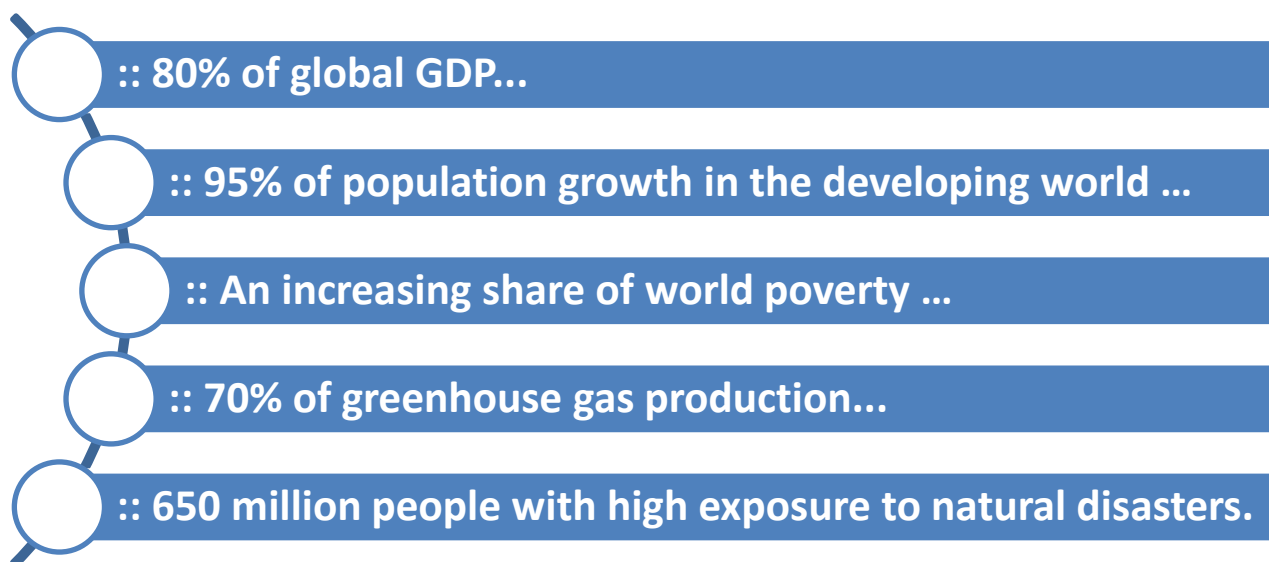 :: 80% of global GDP...
:: 95% of population growth in the developing world …
:: An increasing share of world poverty …
:: 70% of greenhouse gas production...
:: 650 million people with high exposure to natural disasters.